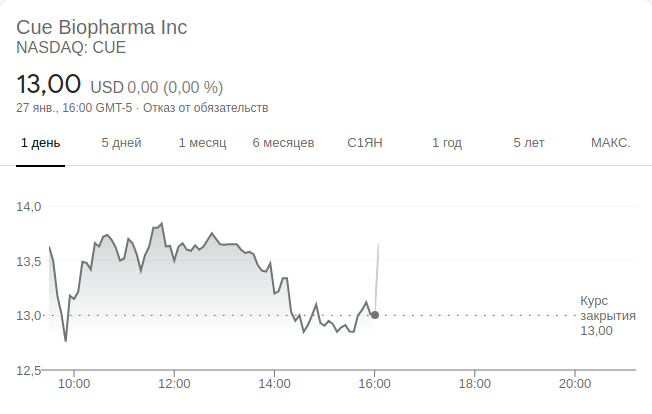 Cue Biopharma Inc
NASDAQ: CUE
13,00 USD 0,00 (0,00 %)
27 янв., 16:00 GMT-5 · Отказ от обязательств
1 день 5 дней 1 месяц 6 месяцев С1ЯН 1 год 5 лет МАКС.
14,0
13,5
13,0
12,5
Курс
закрытия
13,00
10:00 12:00 14:00 16:00 18:00 20:00